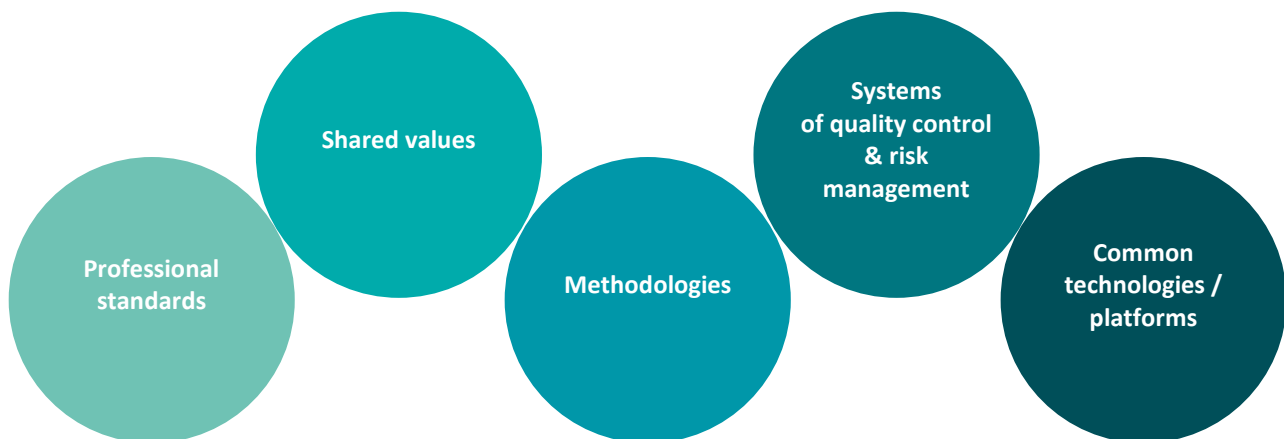 Professional
standards
Shared values
Methodologies
Systems
of quality control
& risk
management
Common
technologies /
platforms